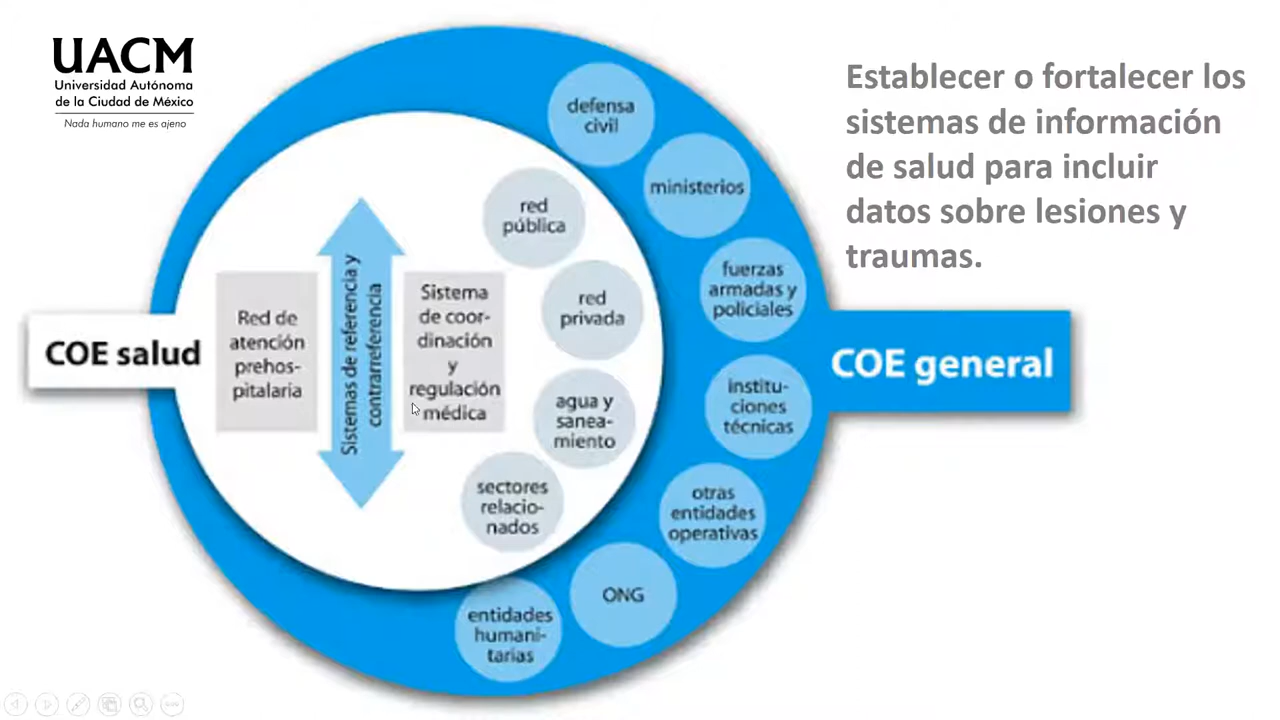 UACM
Universidad Autónoma
de la Ciudad de México
Nada humano me es ajeno
Establecer o fortalecer los
sistemas de información
de salud para incluir
datos sobre lesiones y
traumas.
COE salud
Red de
atención
prehos-
pitalaria
Sistemas de referencia y
contrarreferencia
Sistema
de coor-
dinación
y
regulación
médica
red
pública
red
privada
agua y
sanea-
miento
sectores
relacio-
nados
defensa
civil
ministerios
fuerzas
armadas y
policiales
institu-
ciones
técnicas
otras
entidades
operativas
ONG
entidades
humani-
tarias
COE general